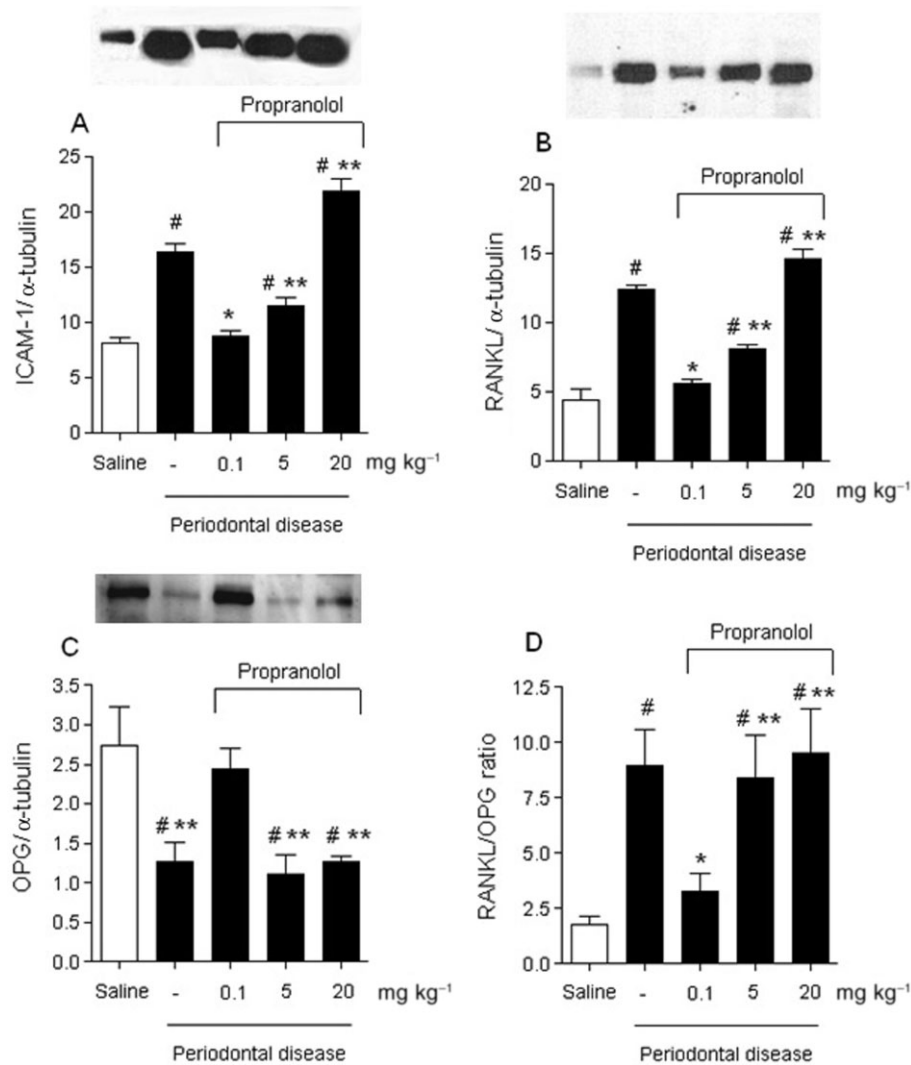 A
Propranolol
ICAM-1/α-tubulin
25
20
15
10
5
0
#
*
# **
# **
Saline - 0.1 5 20 mg kg⁻¹
Periodontal disease
B
Propranolol
RANKL/ α-tubulin
20
15
10
5
0
#
*
# **
# **
Saline - 0.1 5 20 mg kg⁻¹
Periodontal disease
C
Propranolol
OPG/α-tubulin
3.5
3.0
2.5
2.0
1.5
1.0
0.5
0.0
# **
# **
# **
Saline - 0.1 5 20 mg kg⁻¹
Periodontal disease
D
Propranolol
RANKL/OPG ratio
12.5
10.0
7.5
5.0
2.5
0.0
#
*
# **
# **
Saline - 0.1 5 20 mg kg⁻¹
Periodontal disease